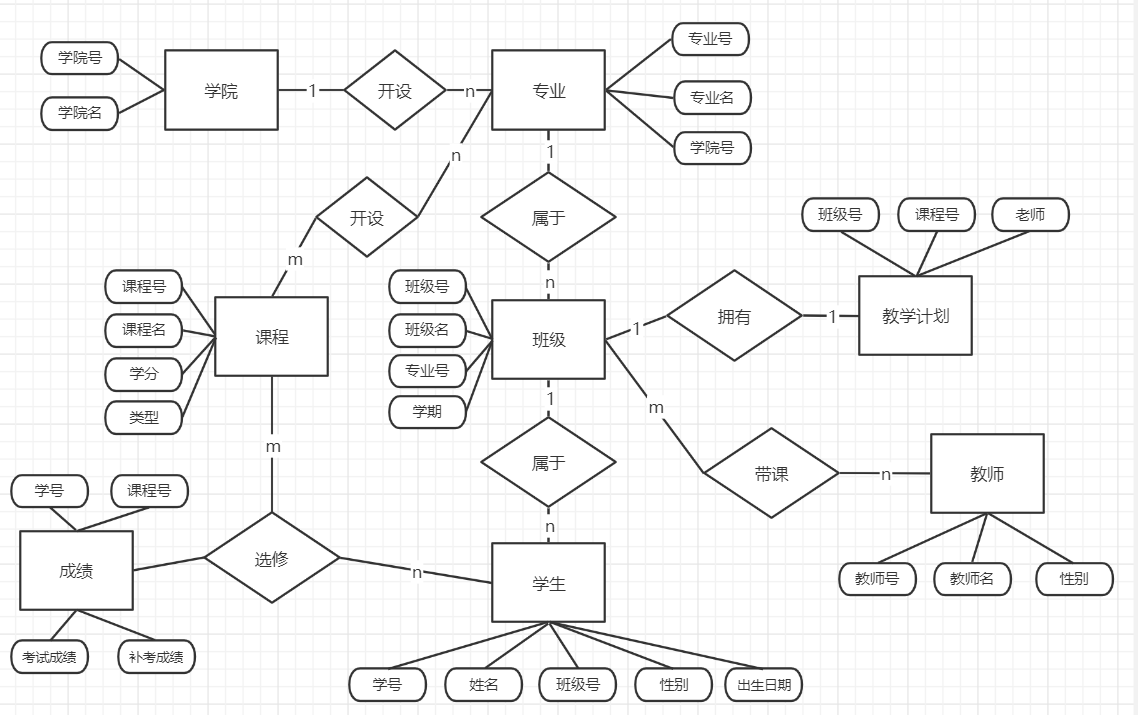 专业号
学院号
学院
1
开设
n
专业
专业名
学院名
学院号
1
n
开设
属于
班级号
课程号
老师
m
n
课程号
班级号
课程名
课程
班级名
班级
1
拥有
1
教学计划
学分
专业号
类型
学期
1
m
m
属于
带课
n
教师
学号
课程号
n
成绩
选修
n
学生
教师号
教师名
性别
考试成绩
补考成绩
学号
姓名
班级号
性别
出生日期